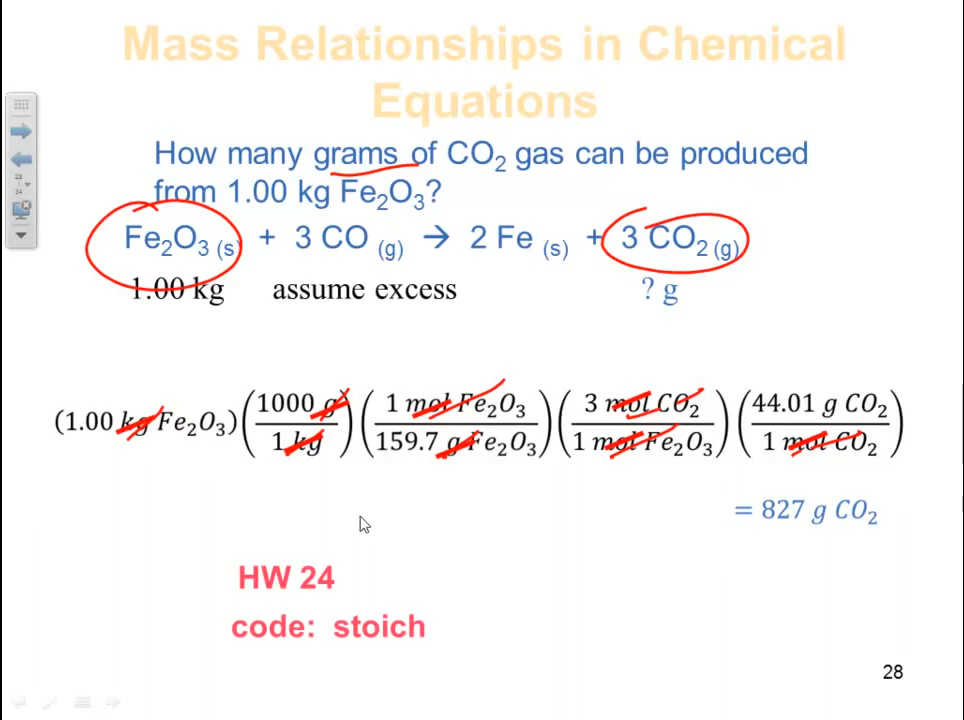 Mass Relationships in Chemical
Equations
How many grams of CO₂ gas can be produced
from 1.00 kg Fe₂O₃?
Fe₂O₃ (s) + 3 CO (g) → 2 Fe (s) + 3 CO₂ (g)
1.00 kg assume excess ? g
(1.00 kg Fe₂O₃)(1000 g / 1 kg)(1 mol Fe₂O₃ / 159.7 g Fe₂O₃)(3 mol CO₂ / 1 mol Fe₂O₃)(44.01 g CO₂ / 1 mol CO₂)
= 827 g CO₂
HW 24
code: stoich
28